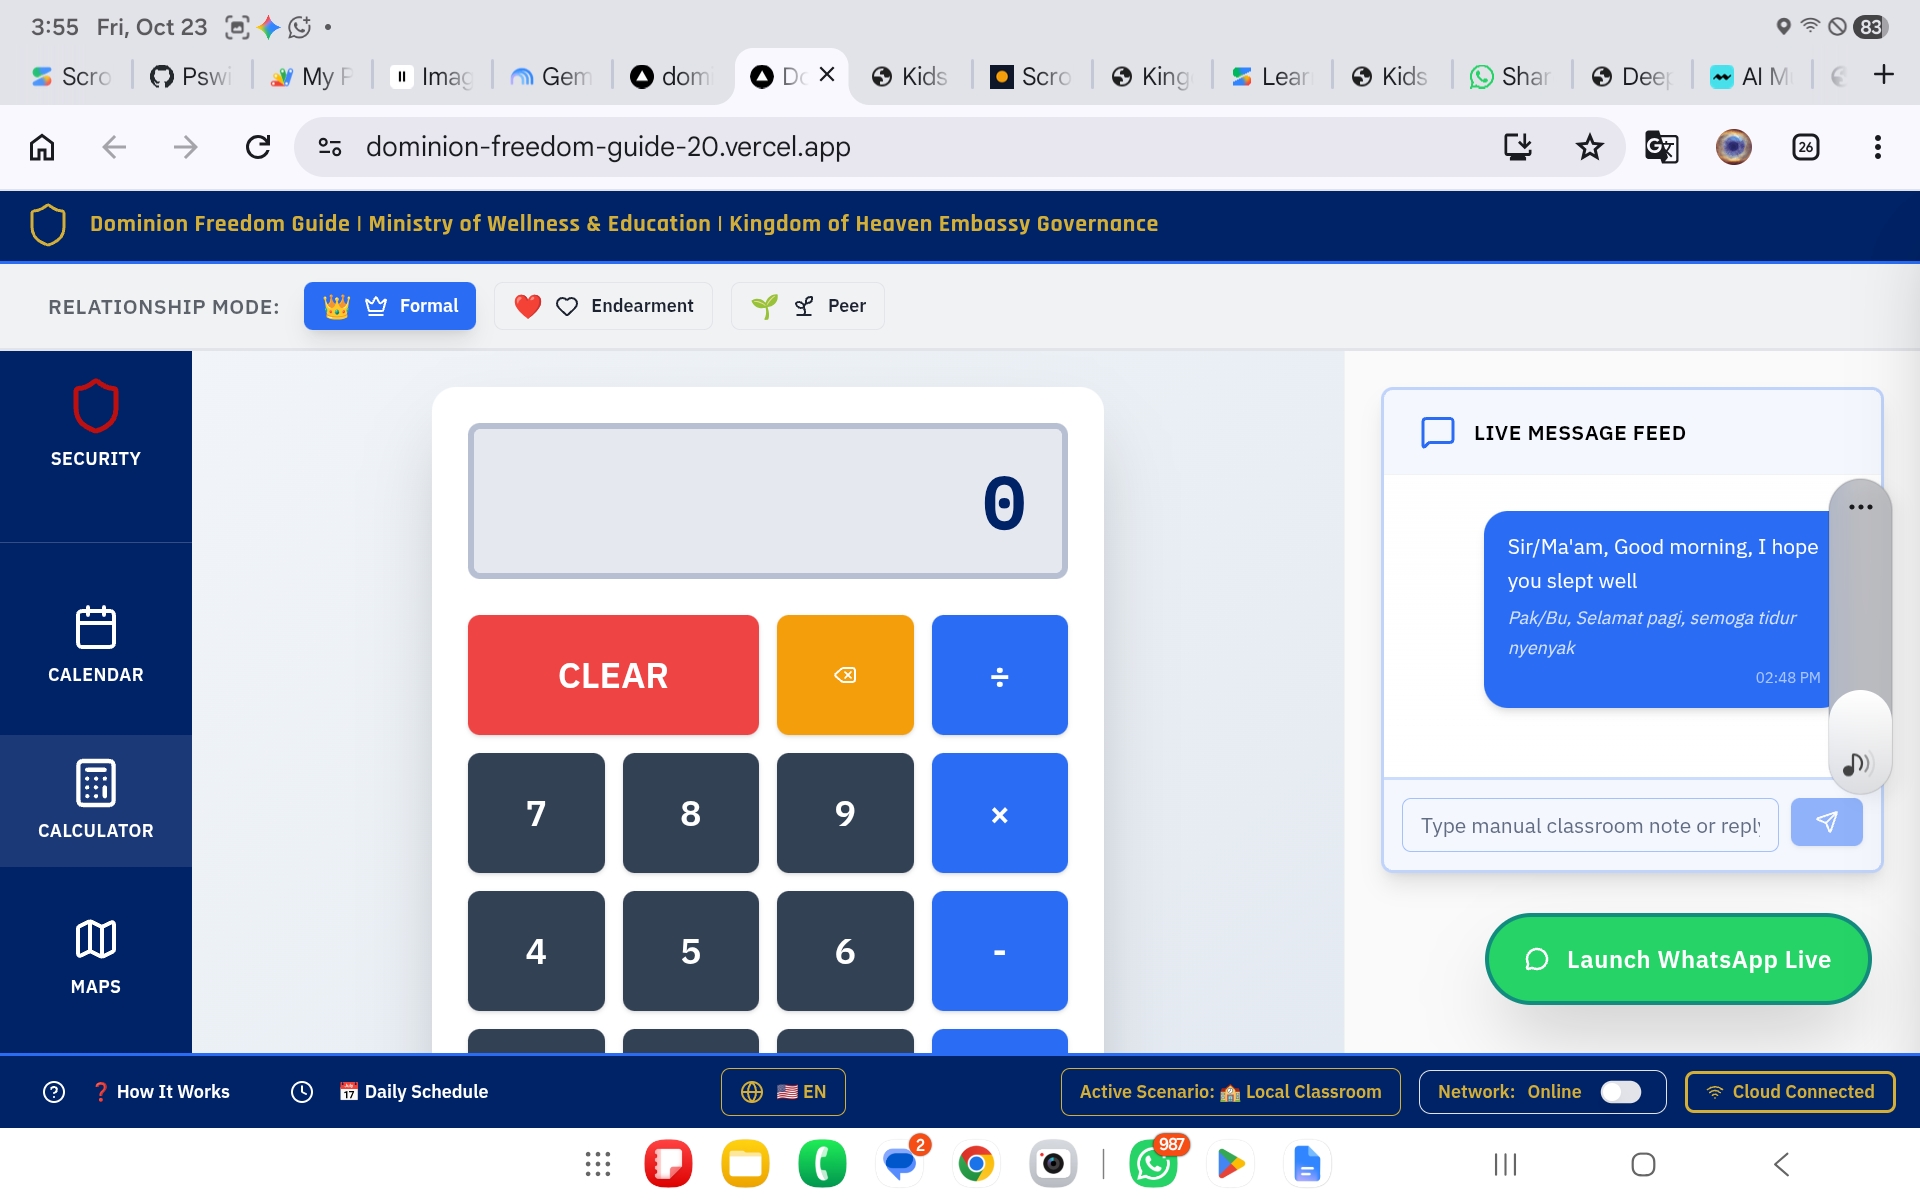 3:55 Fri, Oct 23
83
Scro
Pswi
My P
Imag
Gem
domi
Do
Kids
Scro
King
Lear
Kids
Shar
Deep
AI M
dominion-freedom-guide-20.vercel.app
26
Dominion Freedom Guide | Ministry of Wellness & Education | Kingdom of Heaven Embassy Governance
RELATIONSHIP MODE:
👑 Formal
❤️ Endearment
🌱 Peer
SECURITY
CALENDAR
CALCULATOR
MAPS
0
CLEAR
÷
7 8 9 ×
4 5 6 -
LIVE MESSAGE FEED
Sir/Ma'am, Good morning, I hope
you slept well
Pak/Bu, Selamat pagi, semoga tidur
nyenyak
02:48 PM
Type manual classroom note or reply
Launch WhatsApp Live
❓ How It Works
📅 Daily Schedule
🇺🇸 EN
Active Scenario: 🏫 Local Classroom
Network: Online
Cloud Connected
2
987